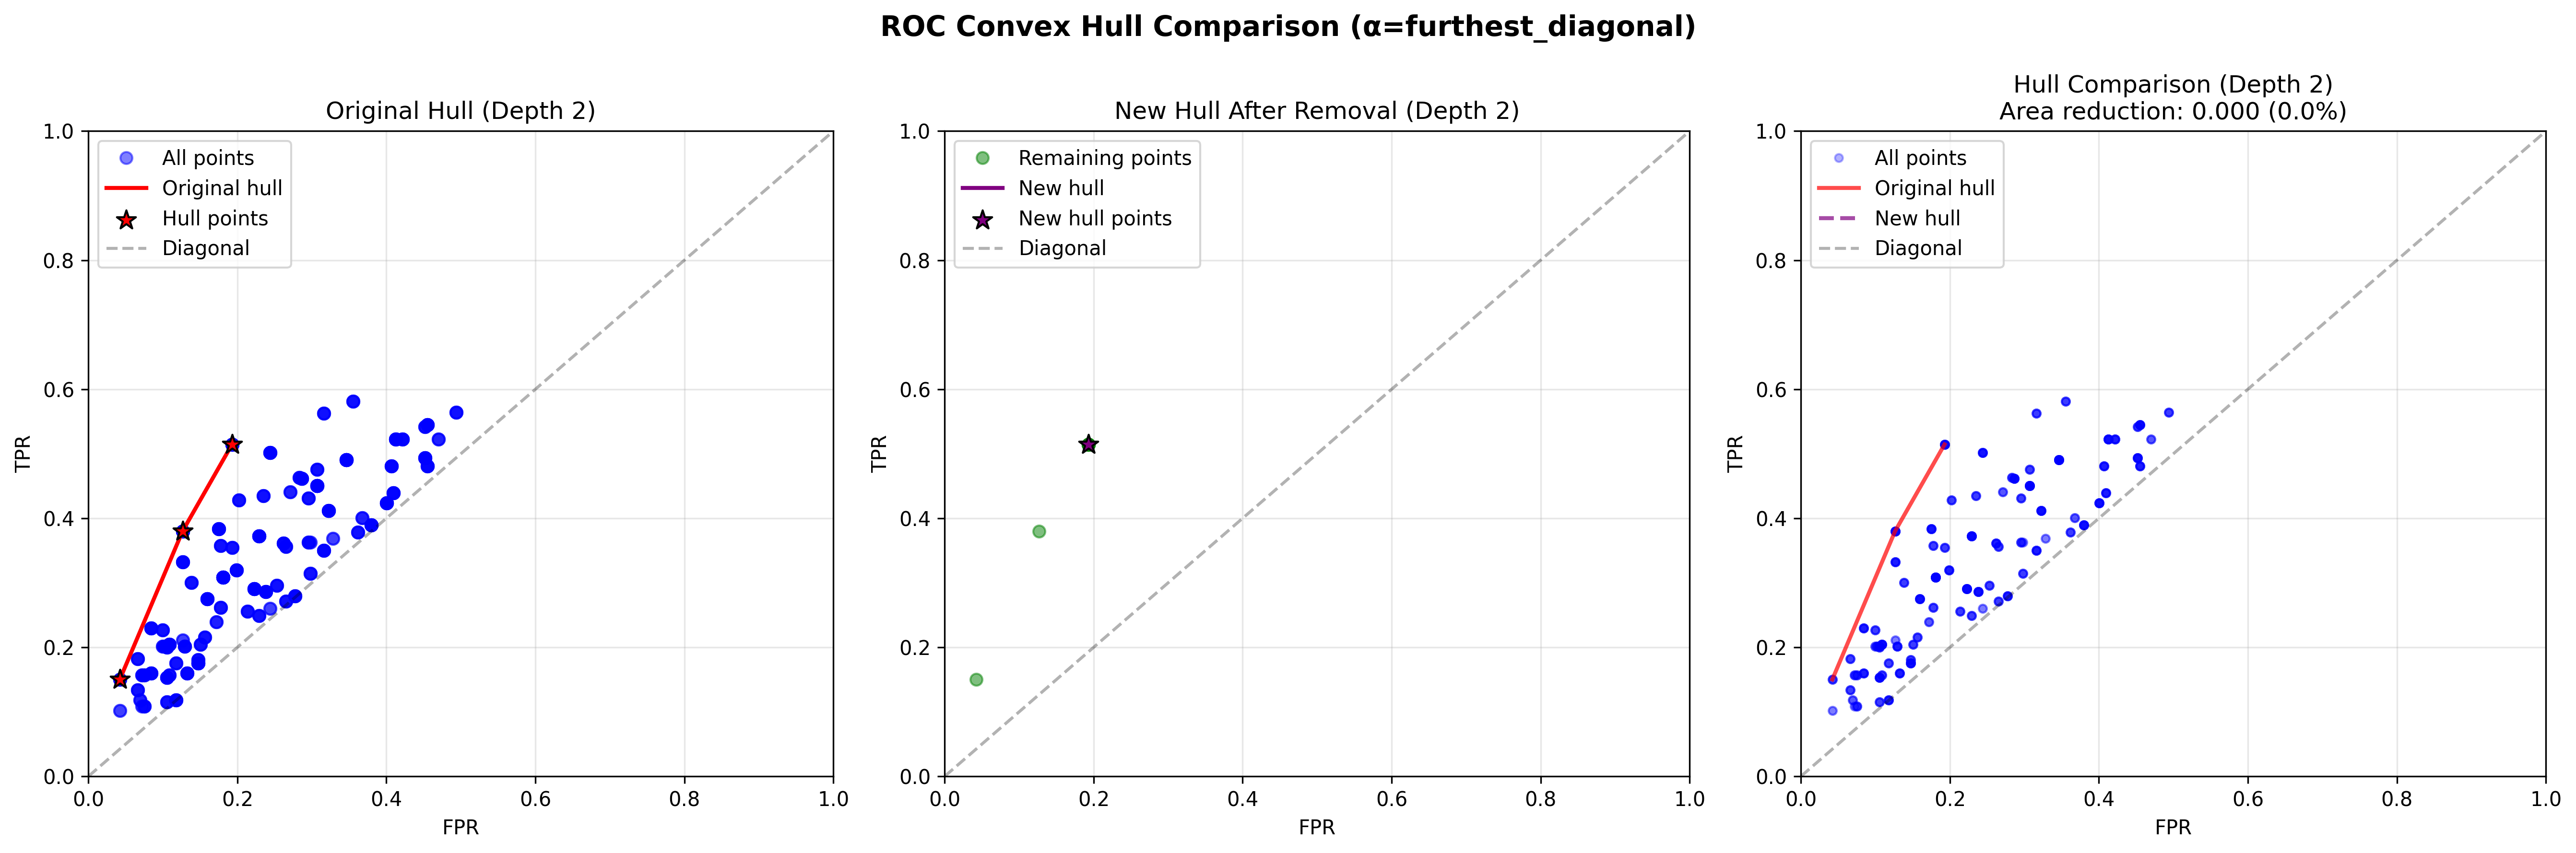 ROC Convex Hull Comparison (α=furthest_diagonal)
Original Hull (Depth 2)
All points
Original hull
Hull points
Diagonal
1.0
0.8
0.6
0.4
0.2
0.0
TPR
0.0 0.2 0.4 0.6 0.8 1.0
FPR
New Hull After Removal (Depth 2)
Remaining points
New hull
New hull points
Diagonal
1.0
0.8
0.6
0.4
0.2
0.0
TPR
0.0 0.2 0.4 0.6 0.8 1.0
FPR
Hull Comparison (Depth 2)
Area reduction: 0.000 (0.0%)
All points
Original hull
New hull
Diagonal
1.0
0.8
0.6
0.4
0.2
0.0
TPR
0.0 0.2 0.4 0.6 0.8 1.0
FPR